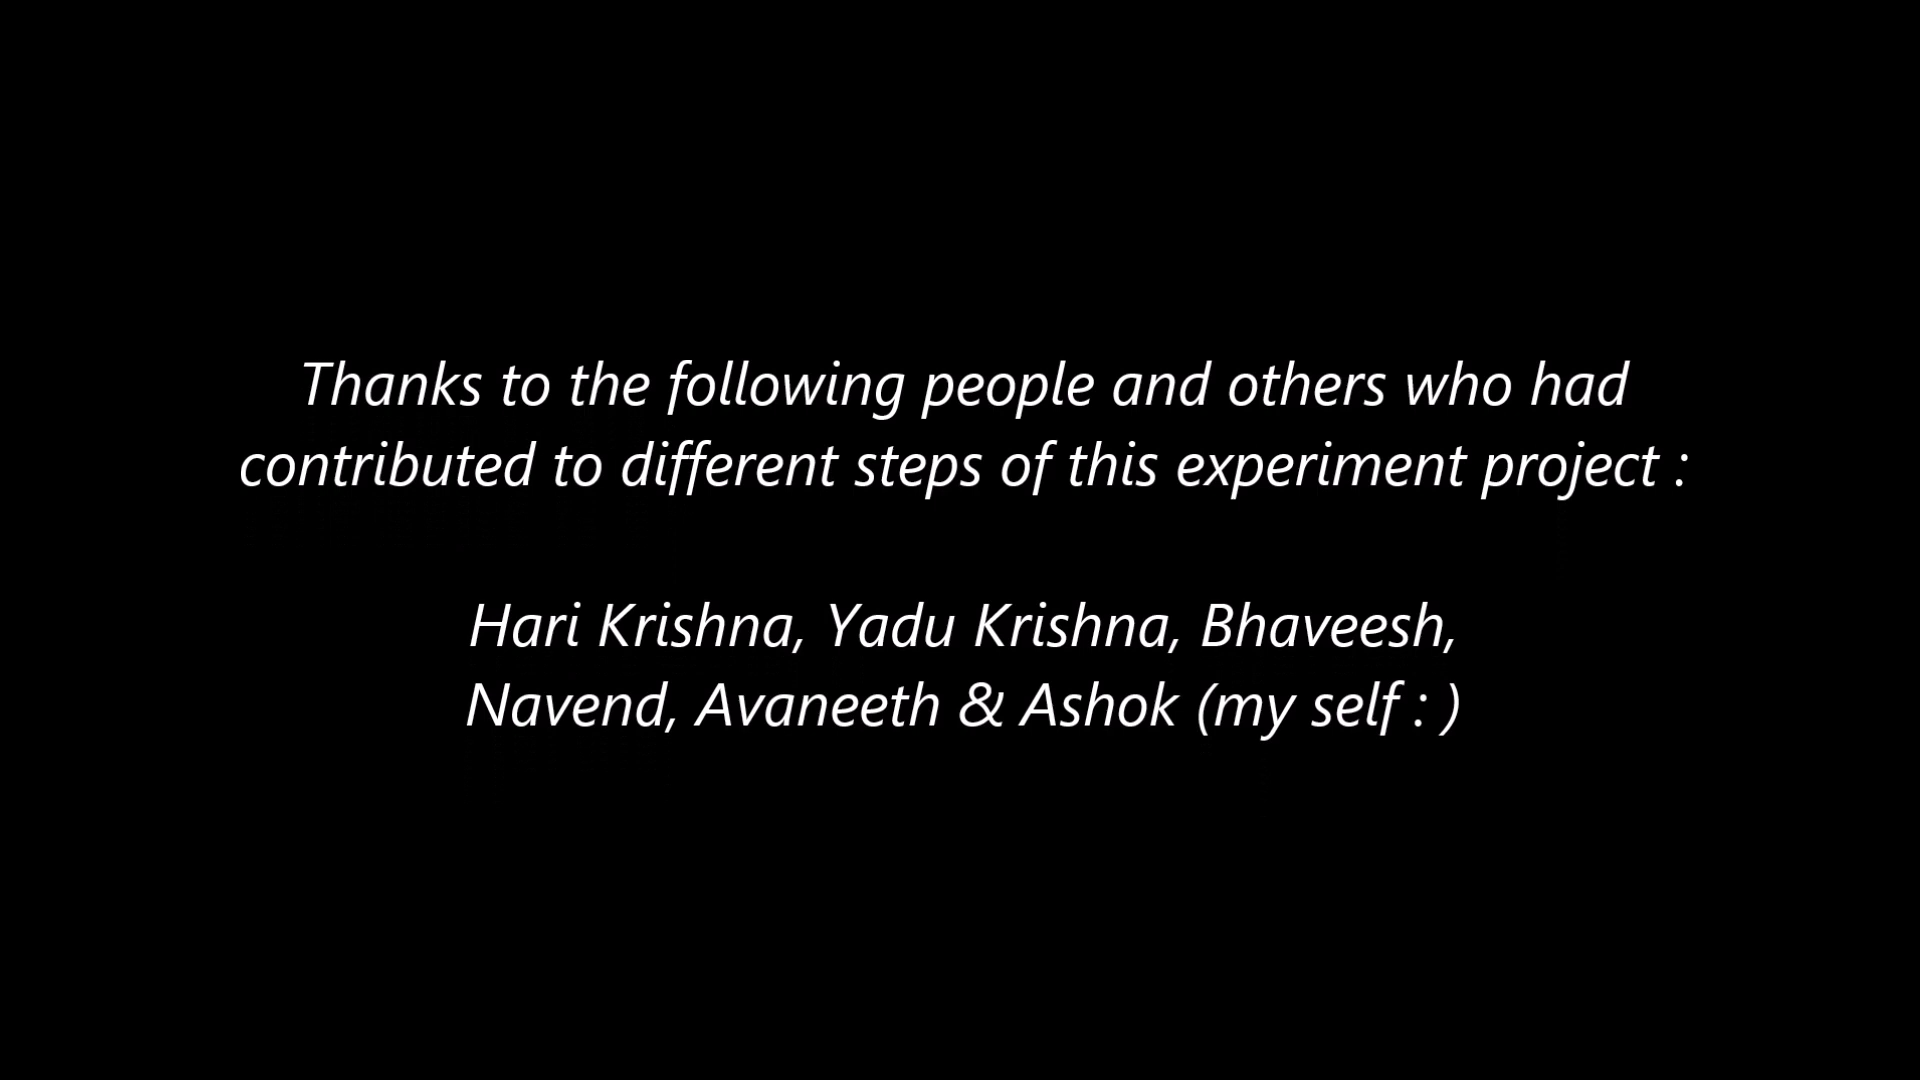 Thanks to the following people and others who had
contributed to different steps of this experiment project :
Hari Krishna, Yadu Krishna, Bhaveesh,
Navend, Avaneeth & Ashok (my self : )